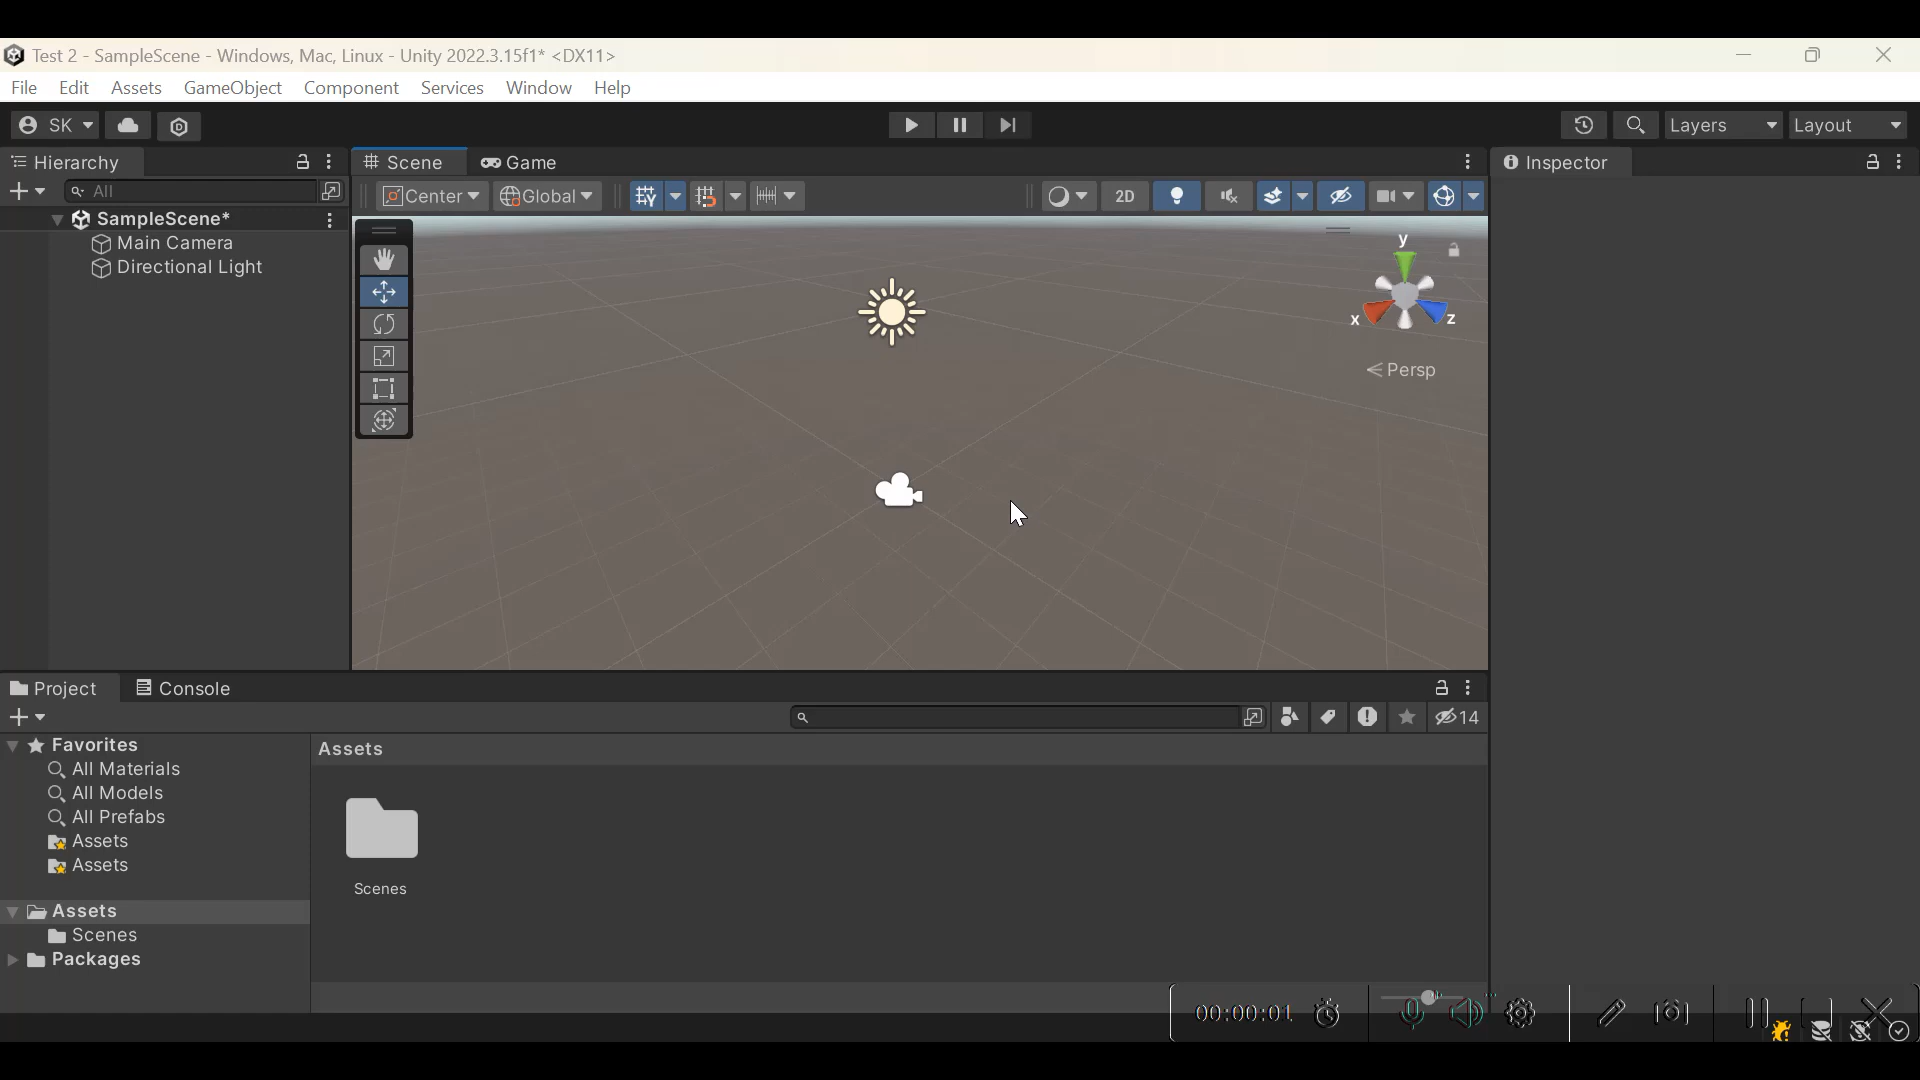 Test 2 - SampleScene - Windows, Mac, Linux - Unity 2022.3.15f1* <DX11>
File Edit Assets GameObject Component Services Window Help
SK Layers Layout
Hierarchy Scene Game Inspector
All Center Global 2D
SampleScene*
Main Camera
Directional Light
y
x z
Persp
Project Console
14
Favorites Assets
All Materials
All Models
All Prefabs
Assets
Assets
Scenes
Assets
Scenes
Packages
00:00:01